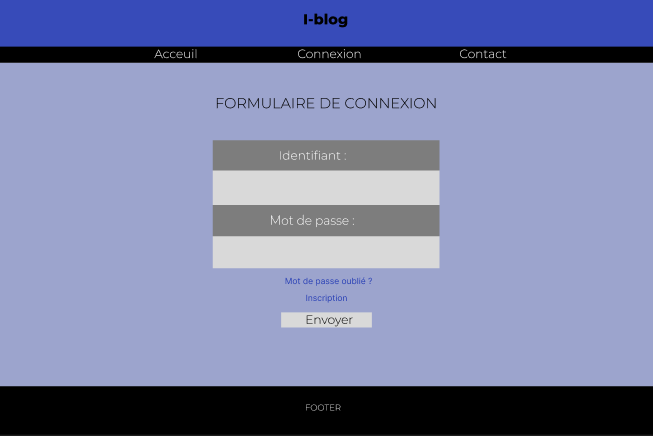 I-blog
Acceuil Connexion Contact
FORMULAIRE DE CONNEXION
Identifiant :
Mot de passe :
Mot de passe oublié ?
Inscription
Envoyer
FOOTER